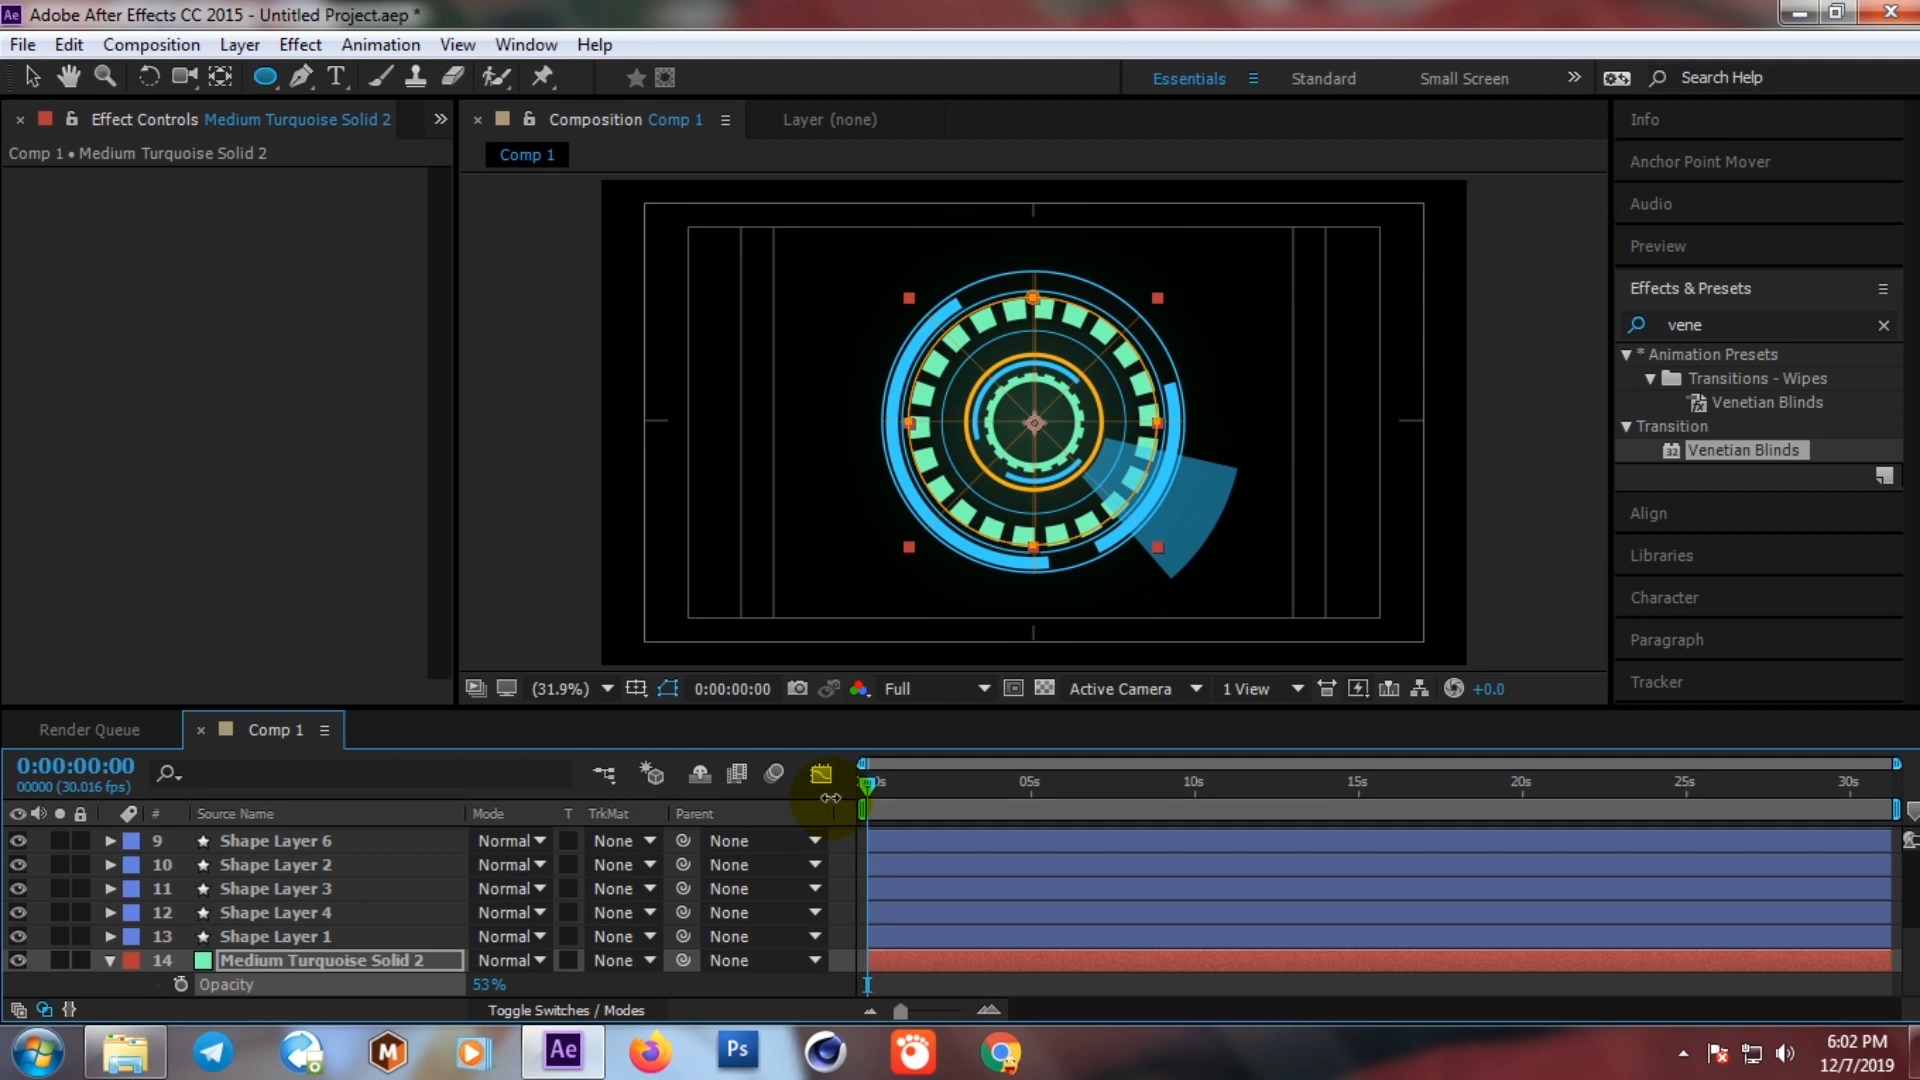 Ae Adobe After Effects CC 2015 - Untitled Project.aep *
File Edit Composition Layer Effect Animation View Window Help
T Essentials Standard Small Screen Search Help
Effect Controls Medium Turquoise Solid 2
Composition Comp 1 Layer (none)
Comp 1 • Medium Turquoise Solid 2
Comp 1
Info
Anchor Point Mover
Audio
Preview
Effects & Presets
vene
* Animation Presets
Transitions - Wipes
Venetian Blinds
Transition
32 Venetian Blinds
Align
Libraries
Character
Paragraph
Tracker
(31.9%) 0:00:00:00 Full Active Camera 1 View +0.0
Render Queue Comp 1
0:00:00:00
00000 (30.016 fps)
0s 05s 10s 15s 20s 25s 30s
# Source Name Mode T TrkMat Parent
9 Shape Layer 6 Normal None None
10 Shape Layer 2 Normal None None
11 Shape Layer 3 Normal None None
12 Shape Layer 4 Normal None None
13 Shape Layer 1 Normal None None
14 Medium Turquoise Solid 2 Normal None None
Opacity 53%
Toggle Switches / Modes
Ae Ps
6:02 PM
12/7/2019